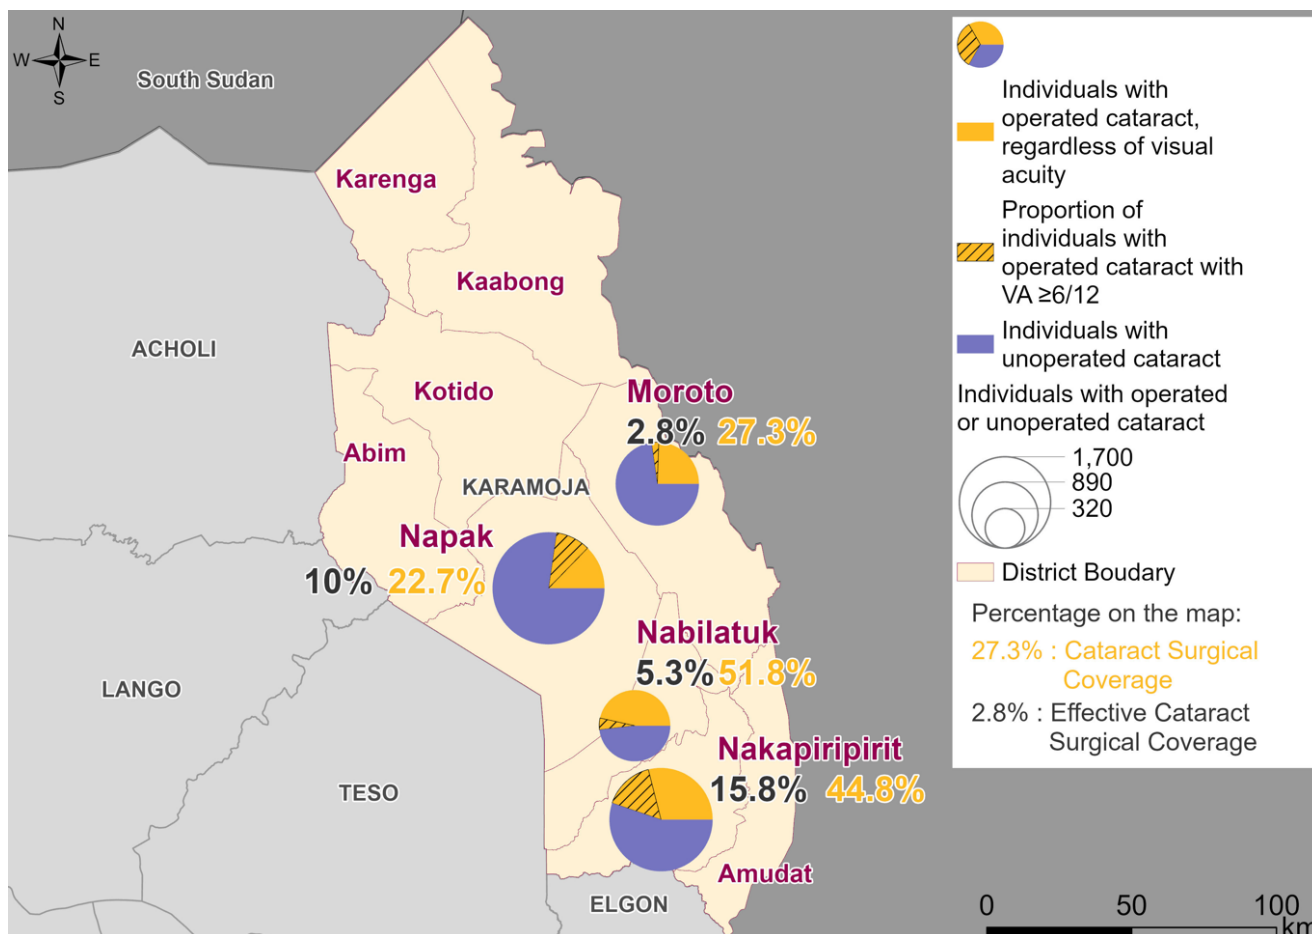 N
W E
S
South Sudan
Karenga
Kaabong
ACHOLI
Kotido
Moroto
2.8% 27.3%
Abim
KARAMOJA
Napak
10% 22.7%
Nabilatuk
5.3% 51.8%
LANGO
Nakapiripirit
15.8% 44.8%
TESO
Amudat
ELGON
Individuals with
operated cataract,
regardless of visual
acuity
Proportion of
individuals with
operated cataract with
VA ≥6/12
Individuals with
unoperated cataract
Individuals with operated
or unoperated cataract
1,700
890
320
District Boudary
Percentage on the map:
27.3% : Cataract Surgical
Coverage
2.8% : Effective Cataract
Surgical Coverage
0 50 100
km